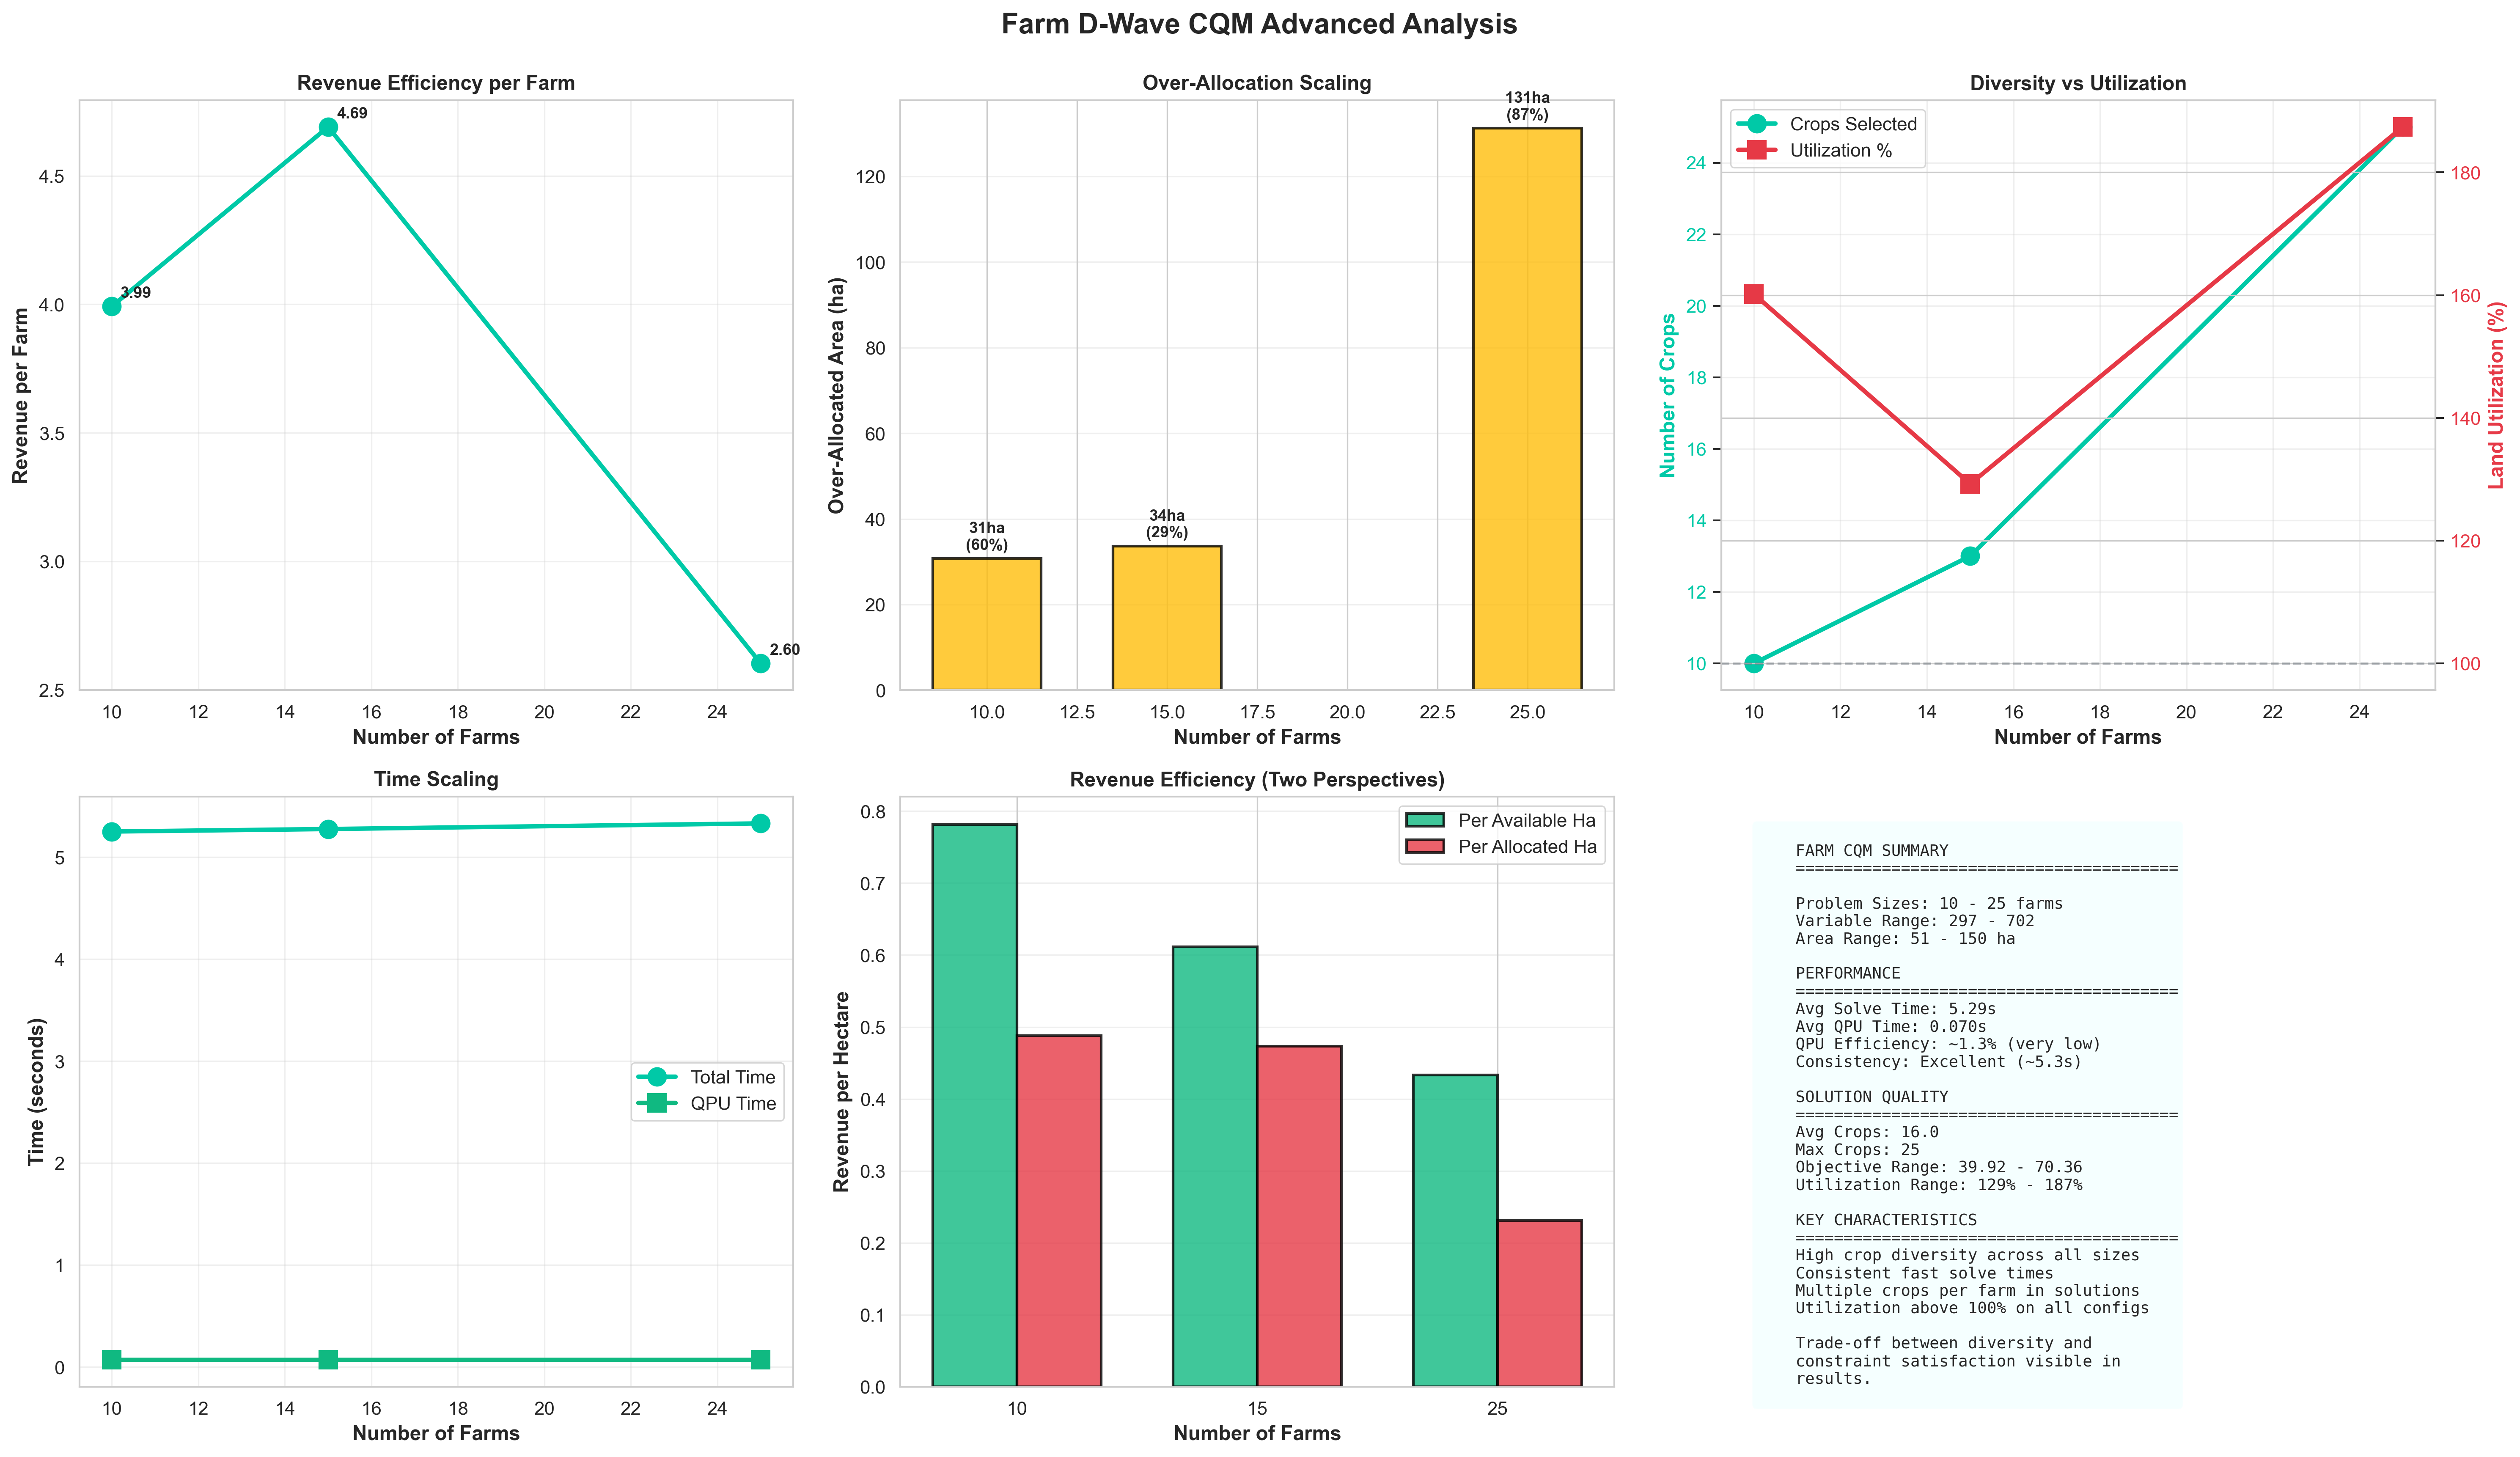 Farm D-Wave CQM Advanced Analysis
Revenue Efficiency per Farm
Revenue per Farm
4.5
4.0
3.5
3.0
2.5
3.99
4.69
2.60
10 12 14 16 18 20 22 24
Number of Farms
Over-Allocation Scaling
Over-Allocated Area (ha)
120
100
80
60
40
20
0
31ha
(60%)
34ha
(29%)
131ha
(87%)
10.0 12.5 15.0 17.5 20.0 22.5 25.0
Number of Farms
Diversity vs Utilization
Crops Selected
Utilization %
Number of Crops
24
22
20
18
16
14
12
10
180
160
140
120
100
Land Utilization (%)
10 12 14 16 18 20 22 24
Number of Farms
Time Scaling
Time (seconds)
5
4
3
2
1
0
Total Time
QPU Time
10 12 14 16 18 20 22 24
Number of Farms
Revenue Efficiency (Two Perspectives)
Revenue per Hectare
0.8
0.7
0.6
0.5
0.4
0.3
0.2
0.1
0.0
Per Available Ha
Per Allocated Ha
10 15 25
Number of Farms
FARM CQM SUMMARY
========================================
Problem Sizes: 10 - 25 farms
Variable Range: 297 - 702
Area Range: 51 - 150 ha
PERFORMANCE
========================================
Avg Solve Time: 5.29s
Avg QPU Time: 0.070s
QPU Efficiency: ~1.3% (very low)
Consistency: Excellent (~5.3s)
SOLUTION QUALITY
========================================
Avg Crops: 16.0
Max Crops: 25
Objective Range: 39.92 - 70.36
Utilization Range: 129% - 187%
KEY CHARACTERISTICS
========================================
High crop diversity across all sizes
Consistent fast solve times
Multiple crops per farm in solutions
Utilization above 100% on all configs
Trade-off between diversity and
constraint satisfaction visible in
results.